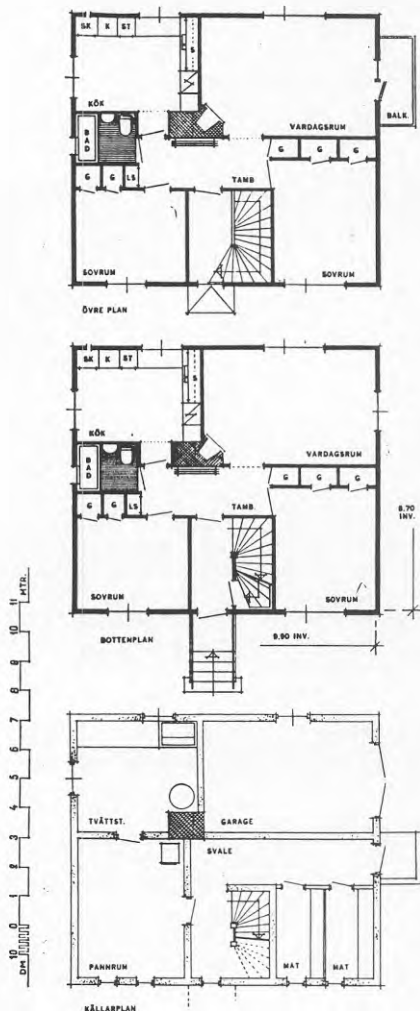 SK K ST
S
KÖK
VARDAGSRUM
BALK.
BAD
G G G
G G LS
TAMB.
SOVRUM
SOVRUM
ÖVRE PLAN
SK K ST
S
KÖK
VARDAGSRUM
BAD
G G G
G G LS
TAMB.
8.70 INV.
SOVRUM
SOVRUM
BOTTENPLAN
9.90 INV.
MTR.
11
10
9
8
7
6
5
4
3
2
1
0
10
DM
TVÄTTST.
GARAGE
SVALE
PANNRUM
MAT
MAT
KÄLLARPLAN